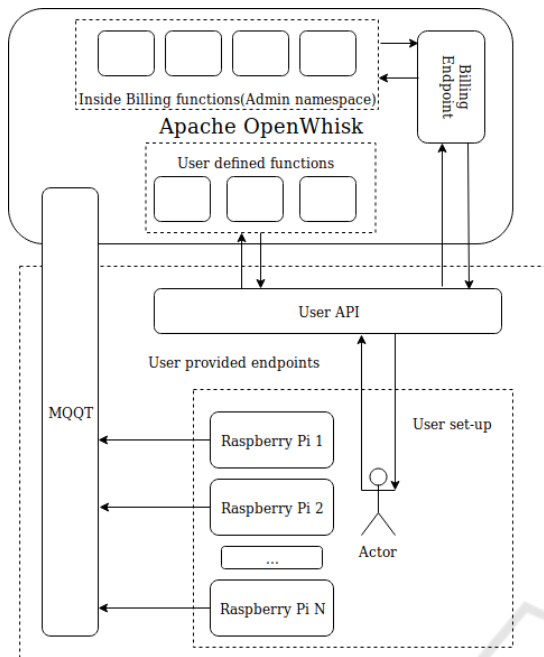 Inside Billing functions(Admin namespace)
Billing
Endpoint
Apache OpenWhisk
User defined functions
User API
User provided endpoints
MQQT
User set-up
Raspberry Pi 1
Raspberry Pi 2
...
Raspberry Pi N
Actor